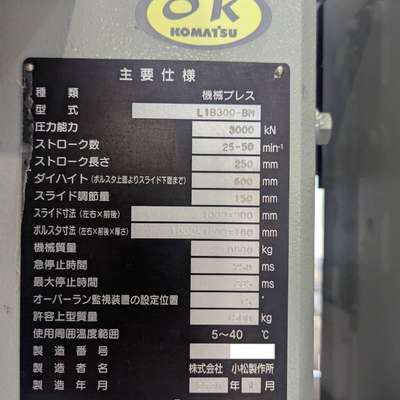 OK
KOMATSU
主要仕様
種類 機械プレス
型式 L1B300-BM
圧力能力 3000 kN
ストローク数 25-50 min⁻¹
ストローク長さ 250 mm
ダイハイト(ボルスタ上面よりスライド下面まで) 600 mm
スライド調節量 150 mm
スライド寸法(左右×前後) mm
ボルスタ寸法(左右×前後×厚さ) mm
機械質量 kg
急停止時間 ms
最大停止時間 ms
オーバーラン監視装置の設定位置 °
許容上型質量 kg
使用周囲温度範囲 5~40 ℃
製造番号
製造者名 株式会社 小松製作所
製造年月 年 月